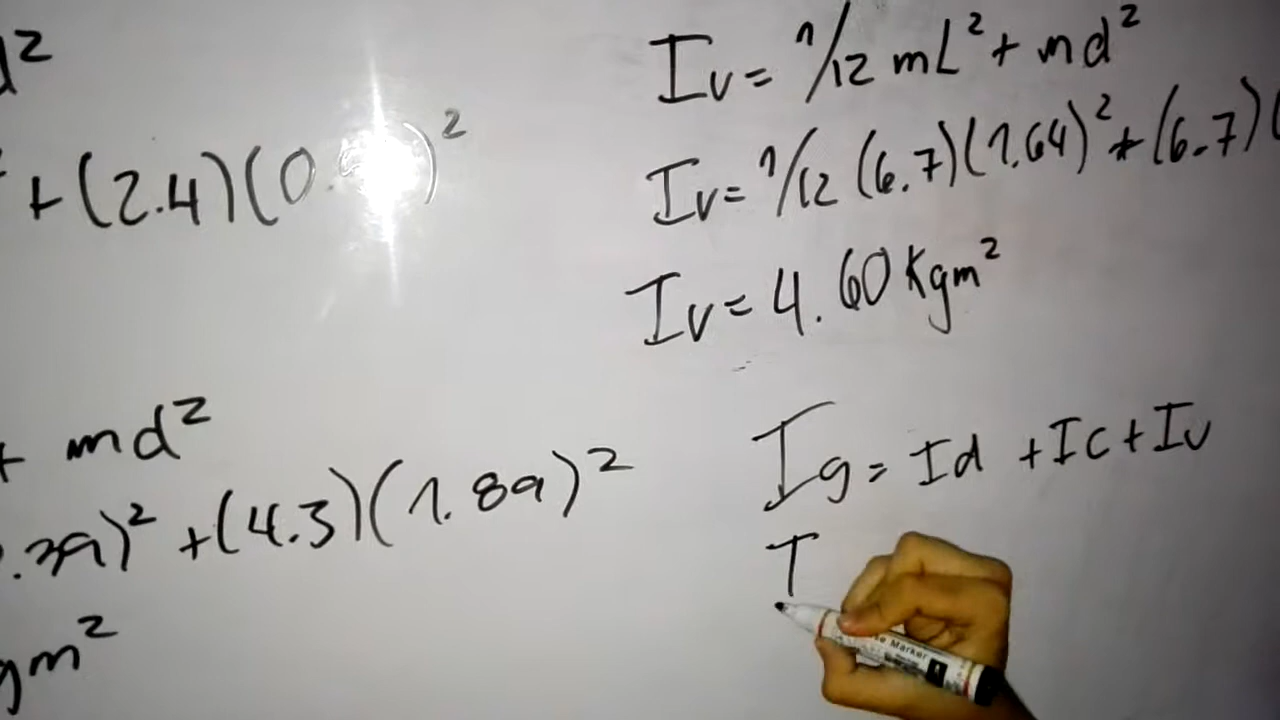 d²
+ (2.4)(0. )²
+ md²
.39)² + (4.3)(1.89)²
gm²
Iv = 1/12 mL² + md²
Iv = 1/12 (6.7)(1.64)² + (6.7)(
Iv = 4.60 Kgm²
Ig = Id + Ic + Iv
I
Marker